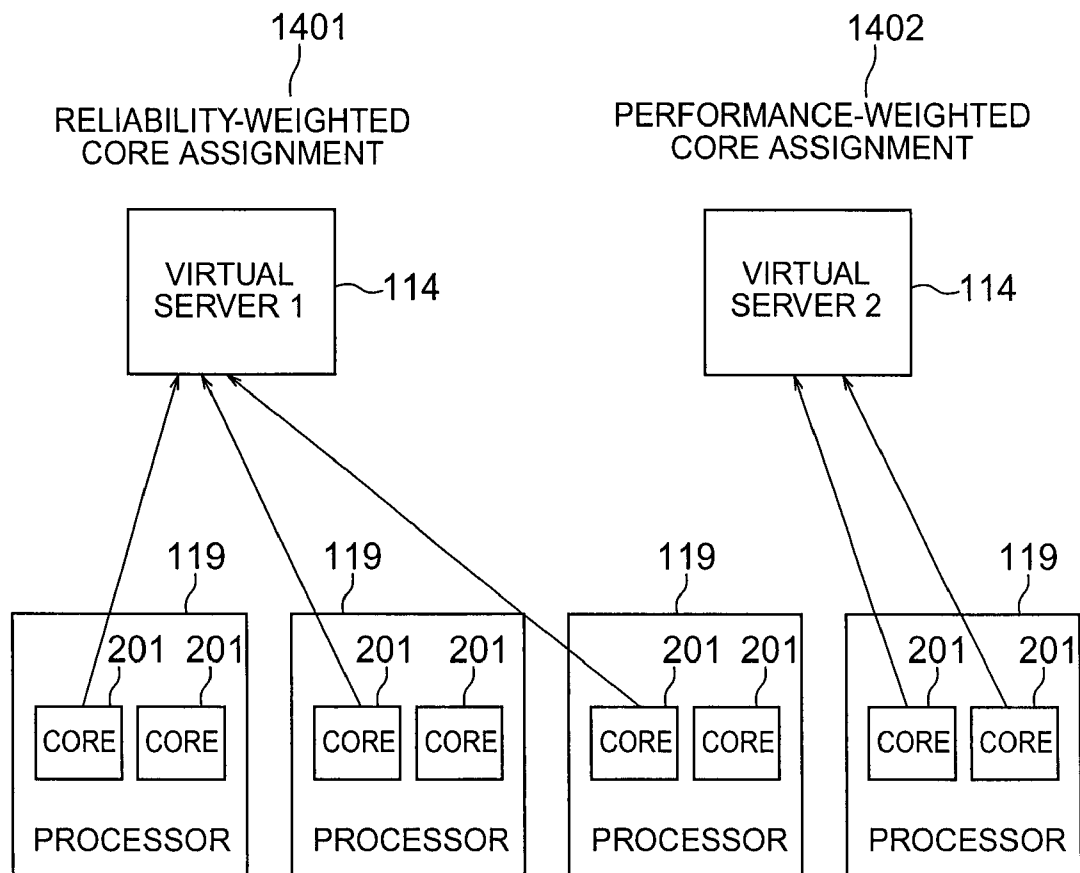 1401
1402
RELIABILITY-WEIGHTED
CORE ASSIGNMENT
PERFORMANCE-WEIGHTED
CORE ASSIGNMENT
VIRTUAL
SERVER 1
114
VIRTUAL
SERVER 2
114
119
119
119
119
201
201
201
201
201
201
201
201
CORE
CORE
CORE
CORE
CORE
CORE
CORE
CORE
PROCESSOR
PROCESSOR
PROCESSOR
PROCESSOR